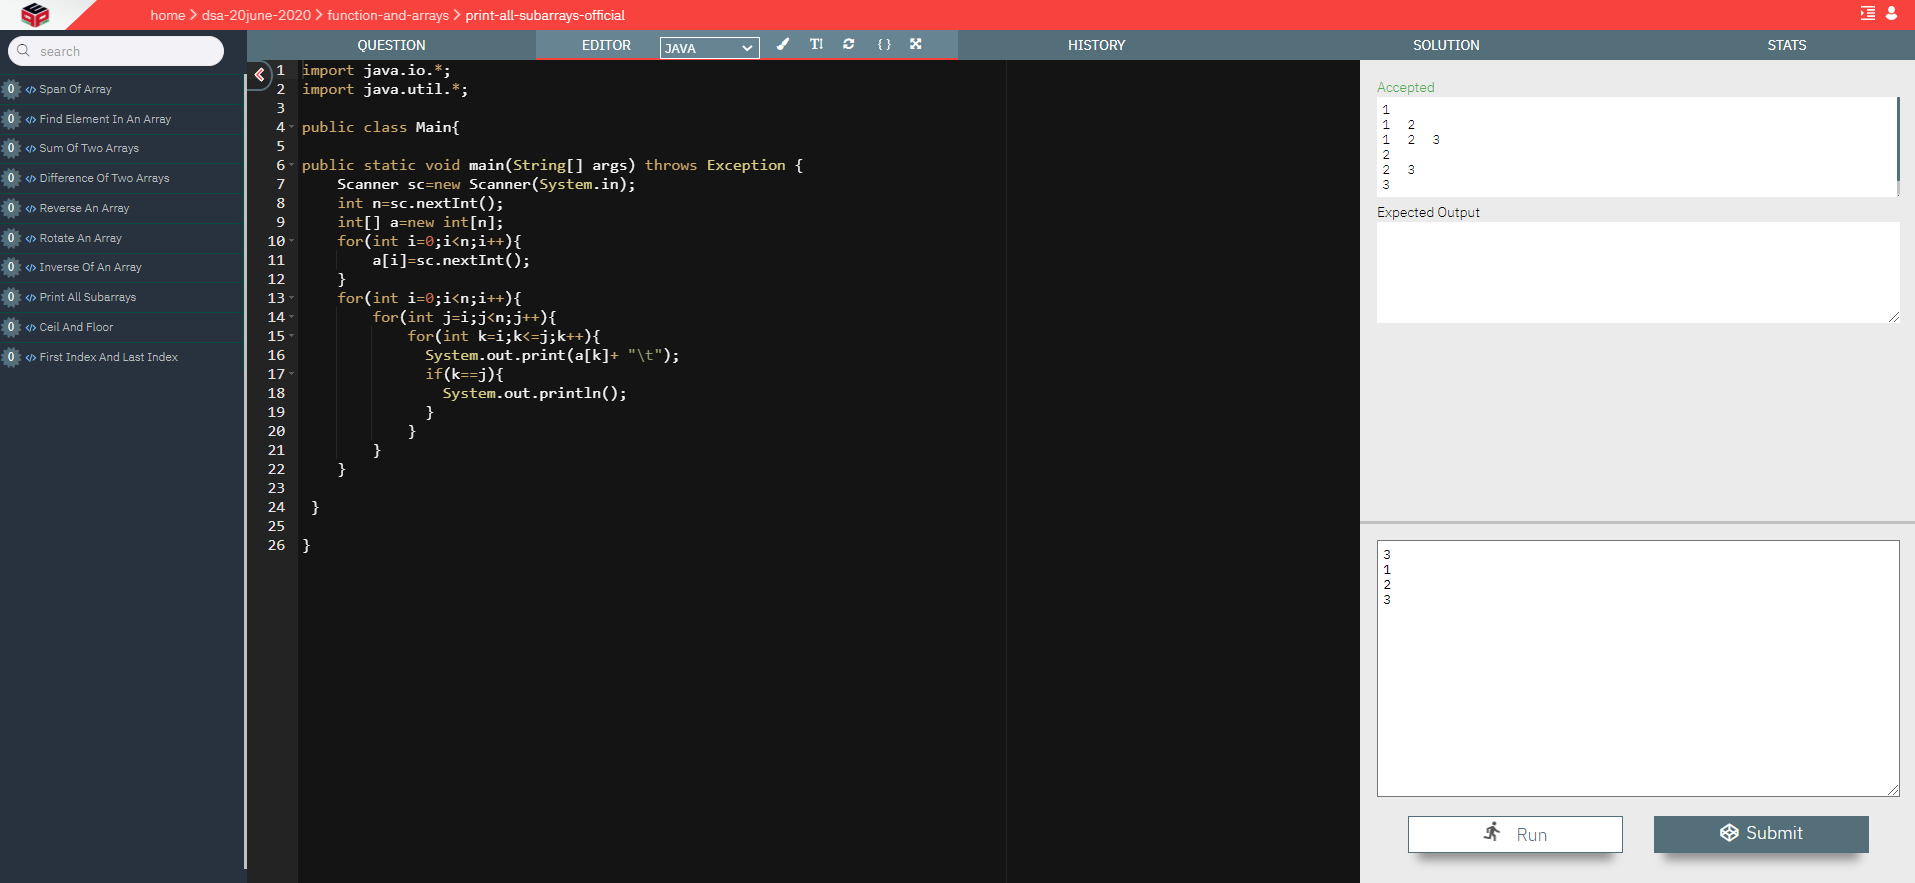 home > dsa-20june-2020 > function-and-arrays > print-all-subarrays-official
search
0 </> Span Of Array
0 </> Find Element In An Array
0 </> Sum Of Two Arrays
0 </> Difference Of Two Arrays
0 </> Reverse An Array
0 </> Rotate An Array
0 </> Inverse Of An Array
0 </> Print All Subarrays
0 </> Ceil And Floor
0 </> First Index And Last Index
QUESTION EDITOR JAVA T! { } HISTORY SOLUTION STATS
1 import java.io.*;
2 import java.util.*;
3
4 public class Main{
5
6 public static void main(String[] args) throws Exception {
7     Scanner sc=new Scanner(System.in);
8     int n=sc.nextInt();
9     int[] a=new int[n];
10     for(int i=0;i<n;i++){
11         a[i]=sc.nextInt();
12     }
13     for(int i=0;i<n;i++){
14         for(int j=i;j<n;j++){
15             for(int k=i;k<=j;k++){
16               System.out.print(a[k]+ "\t");
17               if(k==j){
18                 System.out.println();
19               }
20             }
21         }
22     }
23
24  }
25
26 }
Accepted
1
1 2
1 2 3
2
2 3
3
Expected Output
3
1
2
3
Run
Submit